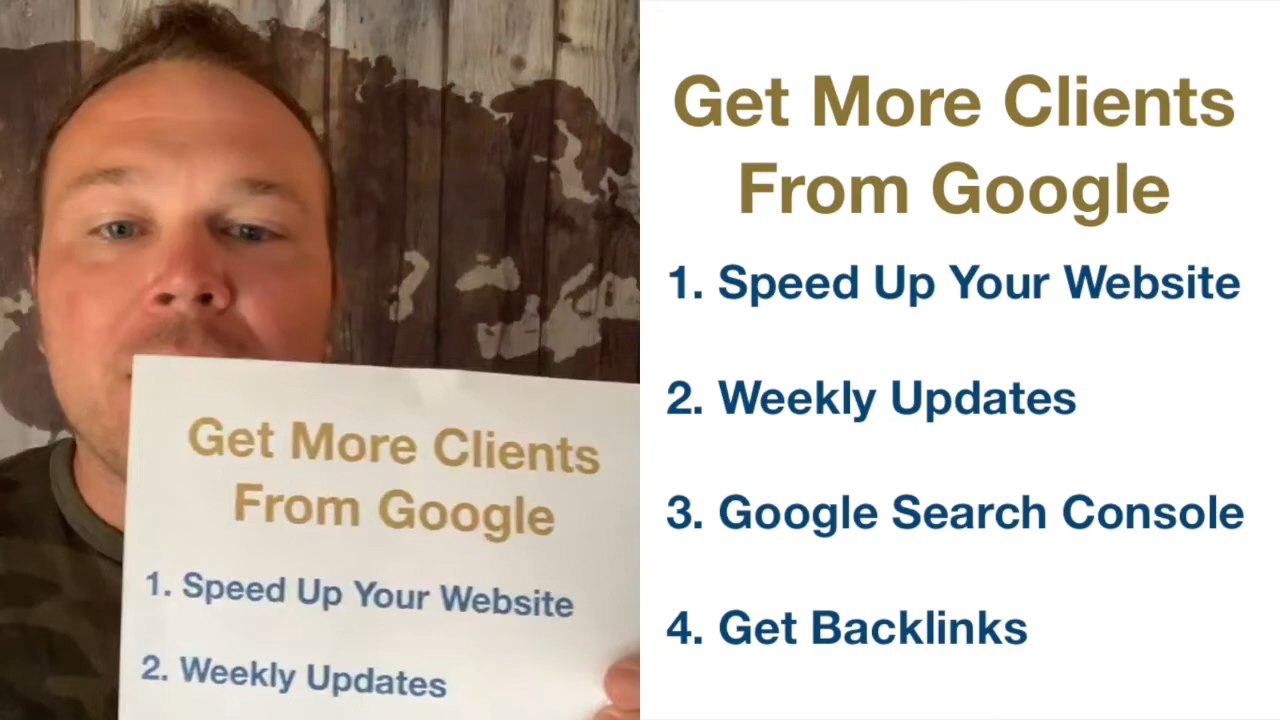 Get More Clients
From Google
1. Speed Up Your Website
2. Weekly Updates
Get More Clients
From Google
1. Speed Up Your Website
2. Weekly Updates
3. Google Search Console
4. Get Backlinks